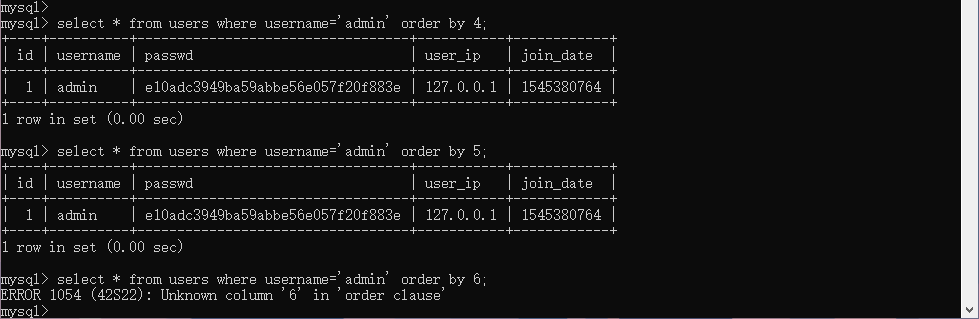 mysql>
mysql> select * from users where username='admin' order by 4;
+----+----------+----------------------------------+-----------+------------+
| id | username | passwd                           | user_ip   | join_date  |
+----+----------+----------------------------------+-----------+------------+
|  1 | admin    | e10adc3949ba59abbe56e057f20f883e | 127.0.0.1 | 1545380764 |
+----+----------+----------------------------------+-----------+------------+
1 row in set (0.00 sec)
mysql> select * from users where username='admin' order by 5;
+----+----------+----------------------------------+-----------+------------+
| id | username | passwd                           | user_ip   | join_date  |
+----+----------+----------------------------------+-----------+------------+
|  1 | admin    | e10adc3949ba59abbe56e057f20f883e | 127.0.0.1 | 1545380764 |
+----+----------+----------------------------------+-----------+------------+
1 row in set (0.00 sec)
mysql> select * from users where username='admin' order by 6;
ERROR 1054 (42S22): Unknown column '6' in 'order clause'
mysql>